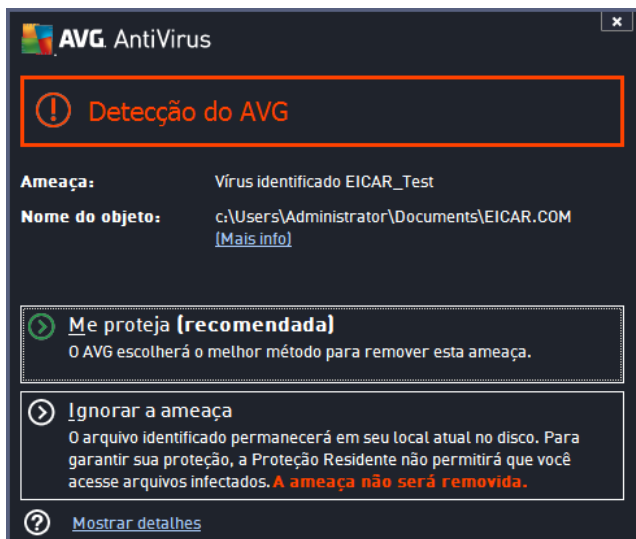 AVG. AntiVirus
x
Detecção do AVG
Ameaça: Vírus identificado EICAR_Test
Nome do objeto: c:\Users\Administrator\Documents\EICAR.COM
(Mais info)
Me proteja (recomendada)
O AVG escolherá o melhor método para remover esta ameaça.
Ignorar a ameaça
O arquivo identificado permanecerá em seu local atual no disco. Para
garantir sua proteção, a Proteção Residente não permitirá que você
acesse arquivos infectados. A ameaça não será removida.
Mostrar detalhes